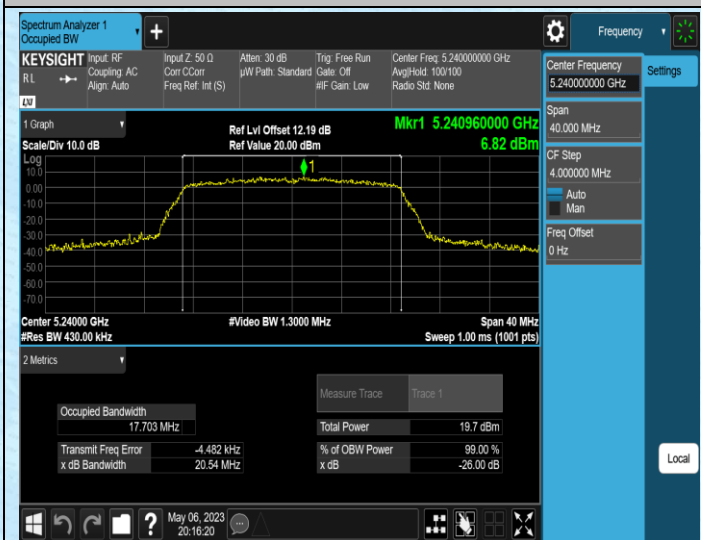 Spectrum Analyzer 1
Occupied BW
+
Frequency
KEYSIGHT
RL
LXI
Input: RF
Coupling: AC
Align: Auto
Input Z: 50 Ω
Corr CCorr
Freq Ref: Int (S)
Atten: 30 dB
µW Path: Standard
Trig: Free Run
Gate: Off
#IF Gain: Low
Center Freq: 5.240000000 GHz
Avg|Hold: 100/100
Radio Std: None
Center Frequency
5.240000000 GHz
Settings
Span
40.000 MHz
CF Step
4.000000 MHz
Auto
Man
Freq Offset
0 Hz
1 Graph
Scale/Div 10.0 dB
Ref Lvl Offset 12.19 dB
Ref Value 20.00 dBm
Mkr1 5.240960000 GHz
6.82 dBm
Log
10.0
0.00
-10.0
-20.0
-30.0
-40.0
-50.0
-60.0
-70.0
1
Center 5.24000 GHz
#Res BW 430.00 kHz
#Video BW 1.3000 MHz
Span 40 MHz
Sweep 1.00 ms (1001 pts)
2 Metrics
Measure Trace Trace 1
Occupied Bandwidth
17.703 MHz
Total Power 19.7 dBm
Transmit Freq Error -4.482 kHz
% of OBW Power 99.00 %
x dB Bandwidth 20.54 MHz
x dB -26.00 dB
Local
?
May 06, 2023
20:16:20